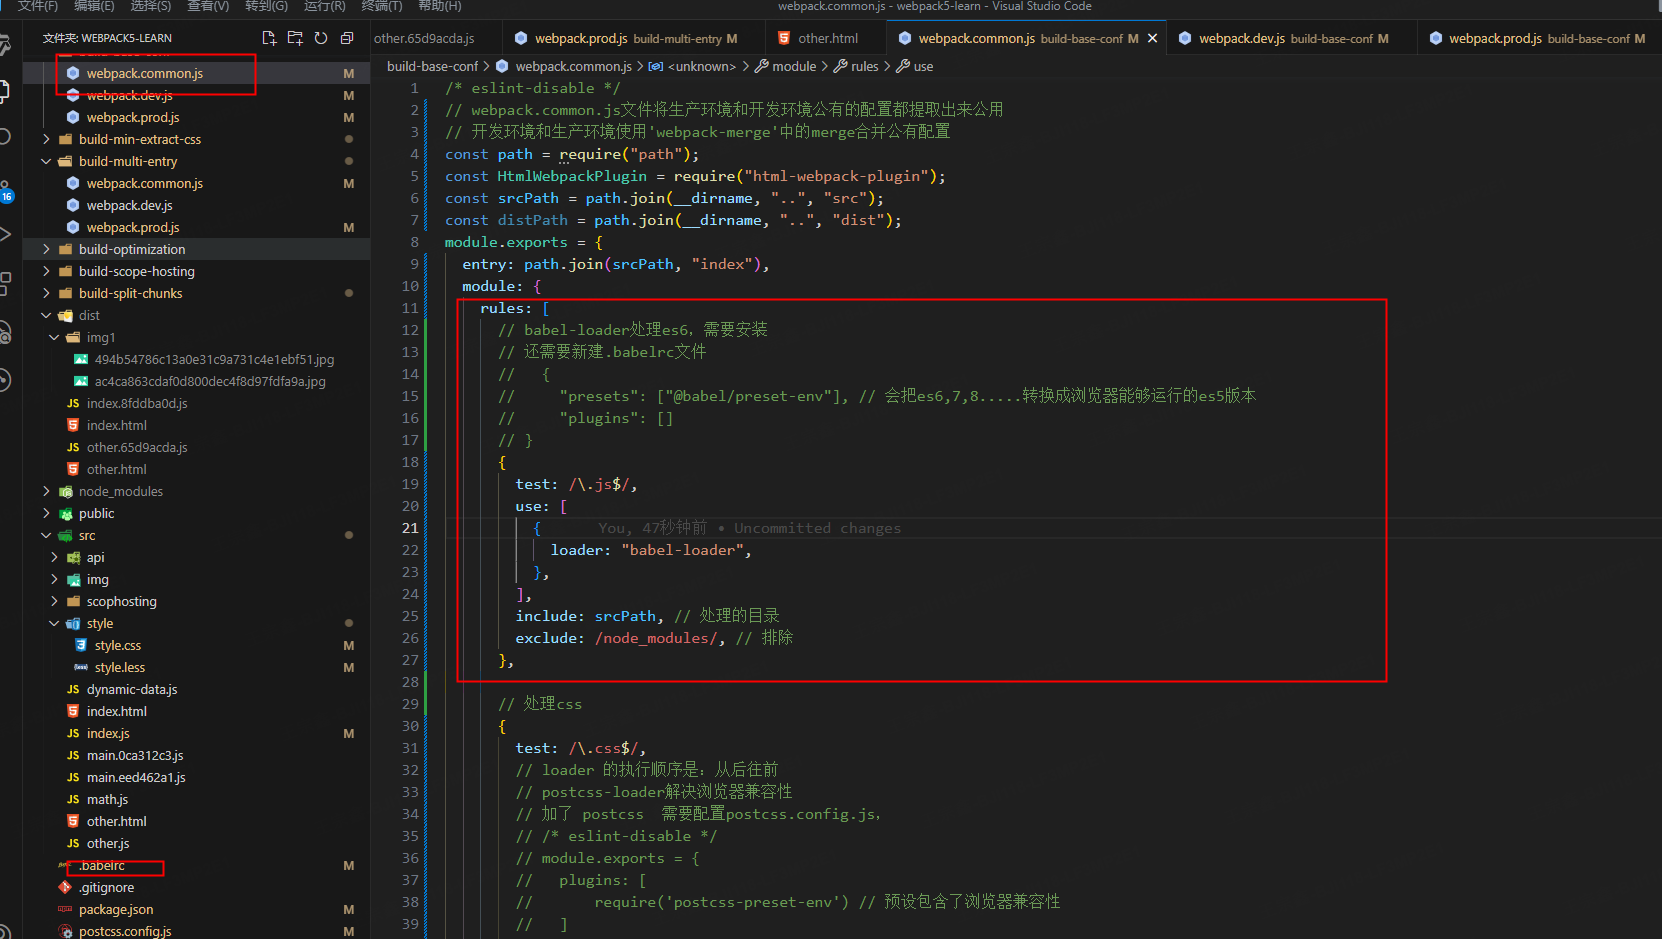 文件(F) 编辑(E) 选择(S) 查看(V) 转到(G) 运行(R) 终端(T) 帮助(H)
webpack.common.js - webpack5-learn - Visual Studio Code
文件夹: WEBPACK5-LEARN
webpack.common.js M
webpack.dev.js M
webpack.prod.js M
build-min-extract-css
build-multi-entry
webpack.common.js M
webpack.dev.js
webpack.prod.js M
build-optimization
build-scope-hosting
build-split-chunks
dist
img1
494b54786c13a0e31c9a731c4e1ebf51.jpg
ac4ca863cdaf0d800dec4f8d97fdfa9a.jpg
JS index.8fddba0d.js
index.html
JS other.65d9acda.js
other.html
node_modules
public
src
api
img
scophosting
style
style.css M
style.less M
JS dynamic-data.js
index.html
JS index.js M
JS main.0ca312c3.js
JS main.eed462a1.js
JS math.js
other.html
JS other.js
.babelrc M
.gitignore
package.json M
postcss.config.js M
16
other.65d9acda.js
webpack.prod.js build-multi-entry M
other.html
webpack.common.js build-base-conf M
webpack.dev.js build-base-conf M
webpack.prod.js build-base-conf M
build-base-conf > webpack.common.js > <unknown> > module > rules > use
1 /* eslint-disable */
2 // webpack.common.js文件将生产环境和开发环境公有的配置都提取出来公用
3 // 开发环境和生产环境使用'webpack-merge'中的merge合并公有配置
4 const path = require("path");
5 const HtmlWebpackPlugin = require("html-webpack-plugin");
6 const srcPath = path.join(__dirname, "..", "src");
7 const distPath = path.join(__dirname, "..", "dist");
8 module.exports = {
9 entry: path.join(srcPath, "index"),
10 module: {
11 rules: [
12 // babel-loader处理es6，需要安装
13 // 还需要新建.babelrc文件
14 // {
15 // "presets": ["@babel/preset-env"], // 会把es6,7,8.....转换成浏览器能够运行的es5版本
16 // "plugins": []
17 // }
18 {
19 test: /\.js$/,
20 use: [
21 { You, 47秒钟前 • Uncommitted changes
22 loader: "babel-loader",
23 },
24 ],
25 include: srcPath, // 处理的目录
26 exclude: /node_modules/, // 排除
27 },
28
29 // 处理css
30 {
31 test: /\.css$/,
32 // loader 的执行顺序是：从后往前
33 // postcss-loader解决浏览器兼容性
34 // 加了 postcss 需要配置postcss.config.js，
35 // /* eslint-disable */
36 // module.exports = {
37 // plugins: [
38 // require('postcss-preset-env') // 预设包含了浏览器兼容性
39 // ]